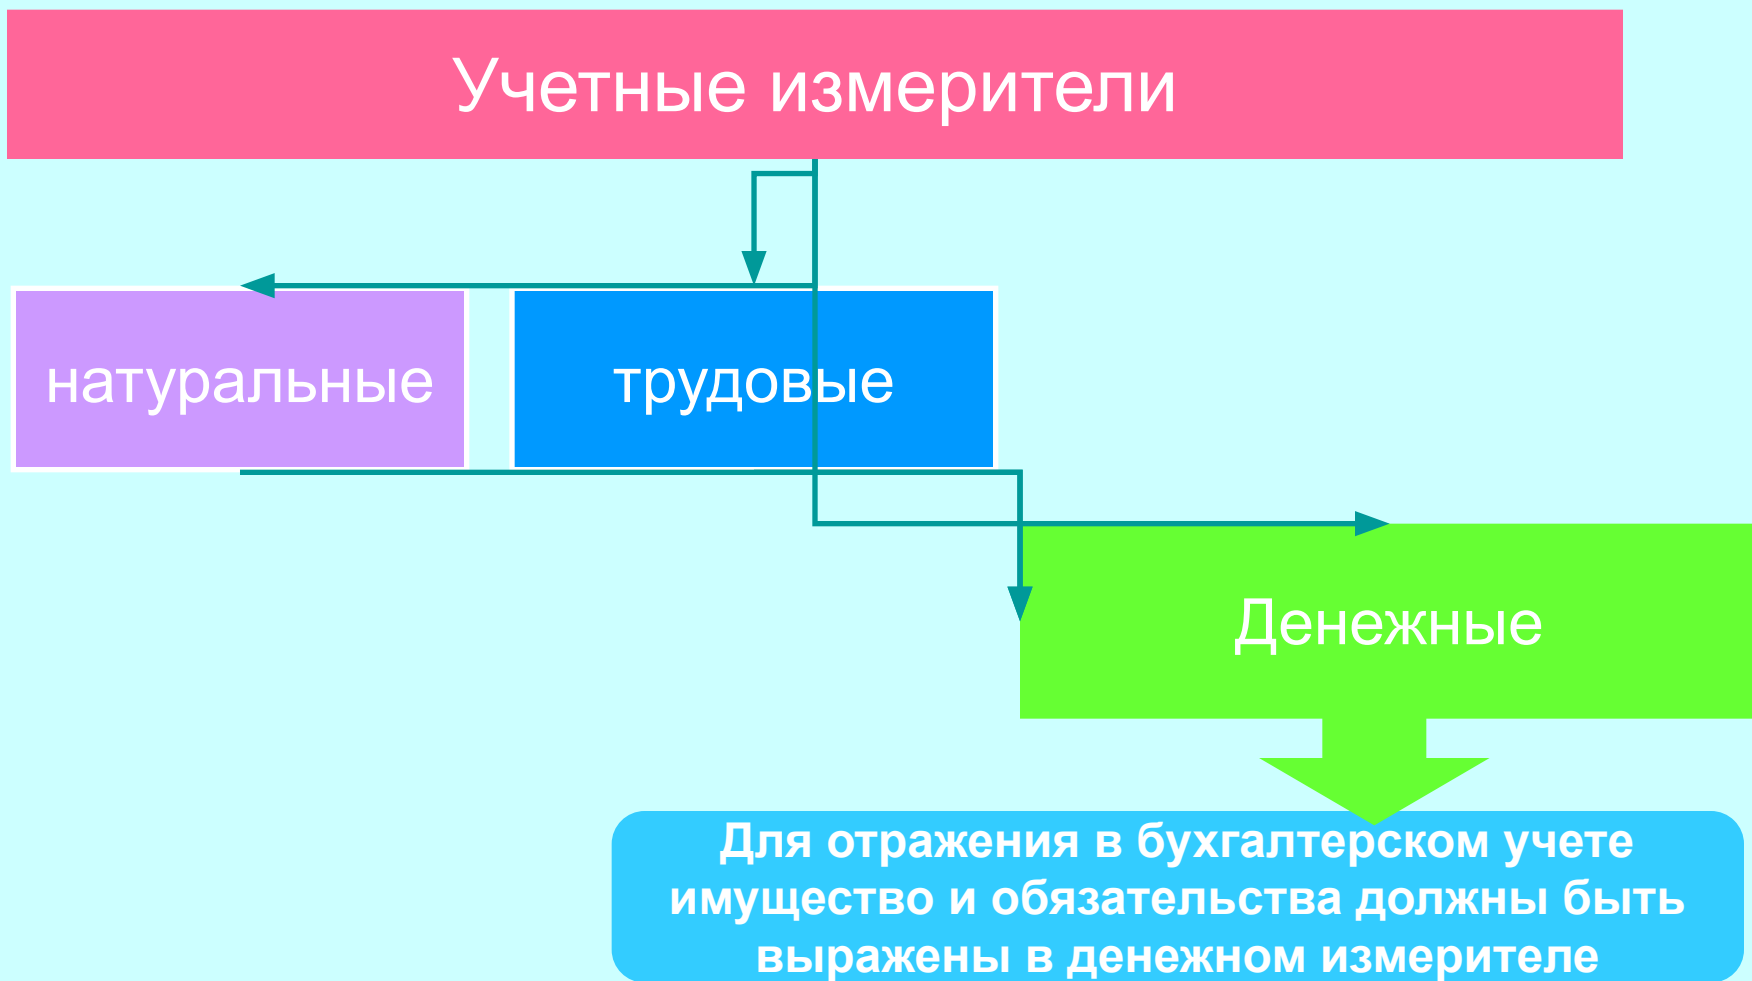 Учетные измерители
натуральные
трудовые
Денежные
Для отражения в бухгалтерском учете
имущество и обязательства должны быть
выражены в денежном измерителе